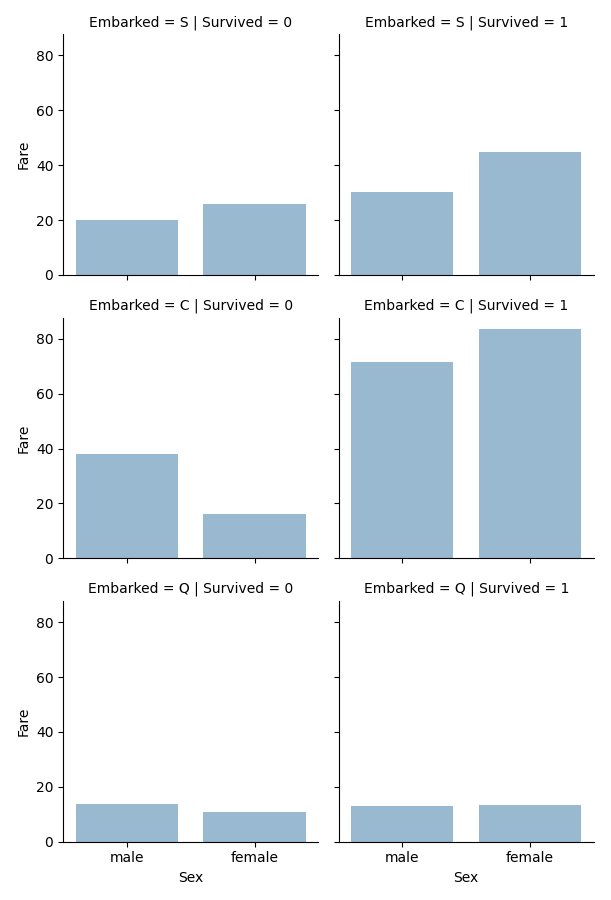 Embarked = S | Survived = 0
Embarked = S | Survived = 1
80
60
40
20
0
Fare
Embarked = C | Survived = 0
Embarked = C | Survived = 1
80
60
40
20
0
Fare
Embarked = Q | Survived = 0
Embarked = Q | Survived = 1
80
60
40
20
0
Fare
male female male female
Sex Sex